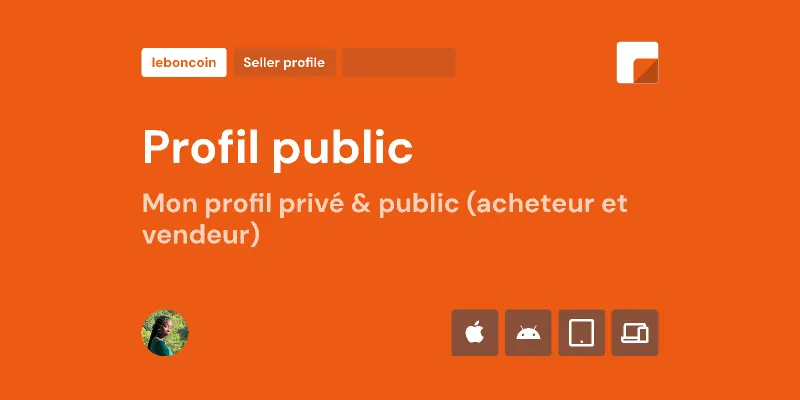 leboncoin
Seller profile
Profil public
Mon profil privé & public (acheteur et
vendeur)